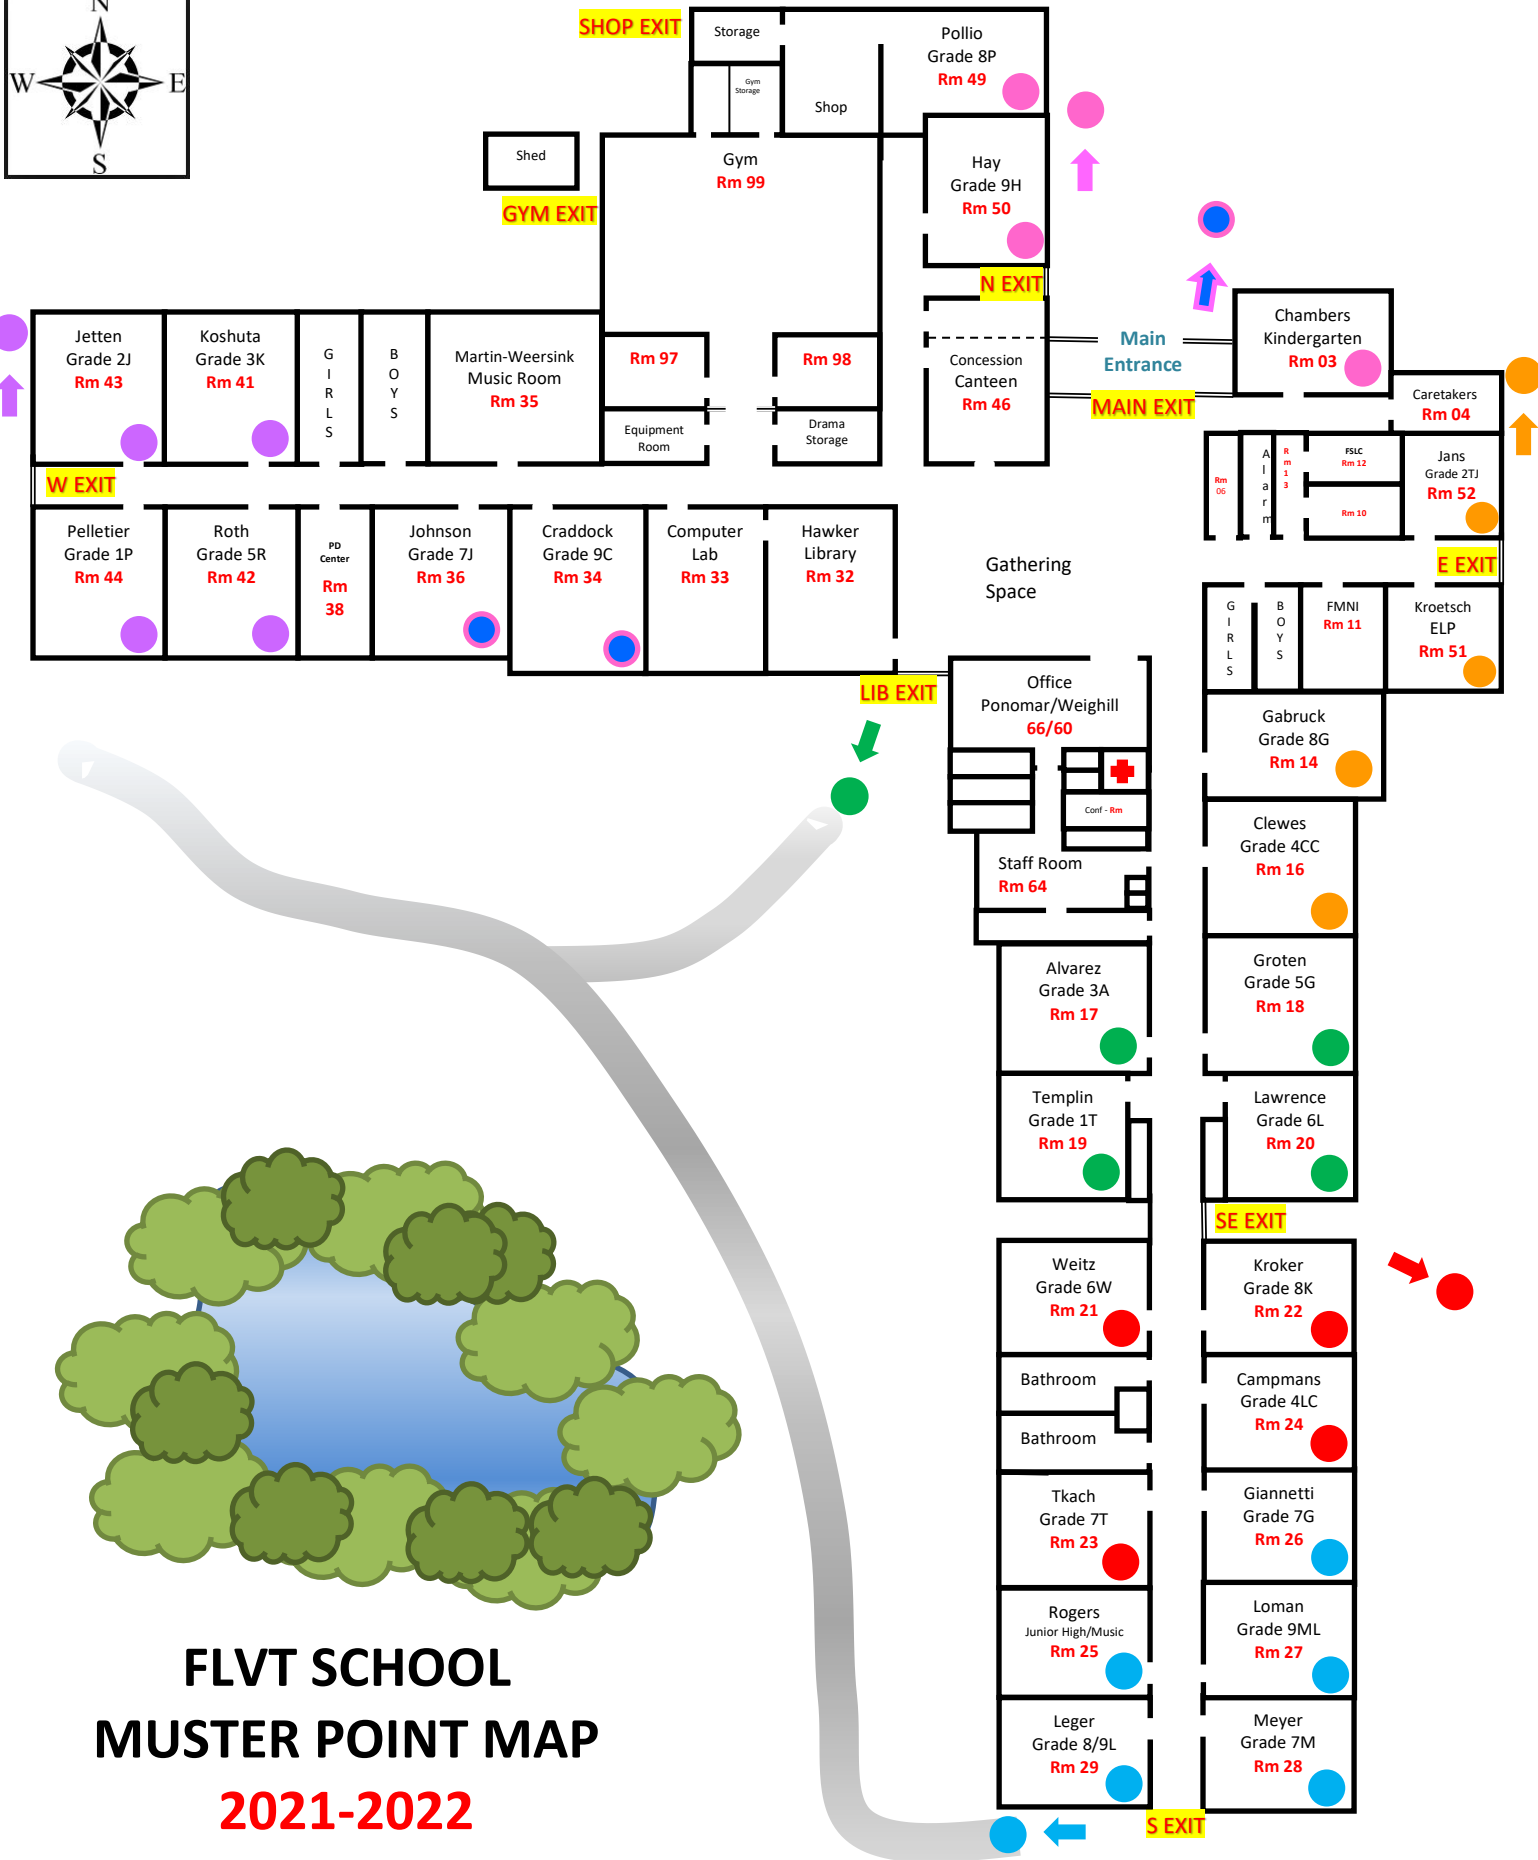 N
W
E
S
SHOP EXIT
Storage
Pollio
Grade 8P
Rm 49
Gym
Storage
Shop
Shed
Gym
Rm 99
Hay
Grade 9H
Rm 50
GYM EXIT
N EXIT
Jetten
Grade 2J
Rm 43
Koshuta
Grade 3K
Rm 41
GIRLS
BOYS
Martin-Weersink
Music Room
Rm 35
Rm 97
Rm 98
Equipment
Room
Drama
Storage
Concession
Canteen
Rm 46
Main
Entrance
MAIN EXIT
Chambers
Kindergarten
Rm 03
Caretakers
Rm 04
Rm
06
Alarm
Rm13
FSLC
Rm 12
Rm 10
Jans
Grade 2TJ
Rm 52
W EXIT
E EXIT
Pelletier
Grade 1P
Rm 44
Roth
Grade 5R
Rm 42
PD
Center
Rm
38
Johnson
Grade 7J
Rm 36
Craddock
Grade 9C
Rm 34
Computer
Lab
Rm 33
Hawker
Library
Rm 32
Gathering
Space
GIRLS
BOYS
FMNI
Rm 11
Kroetsch
ELP
Rm 51
LIB EXIT
Office
Ponomar/Weighill
66/60
Gabruck
Grade 8G
Rm 14
Conf - Rm
Clewes
Grade 4CC
Rm 16
Staff Room
Rm 64
Alvarez
Grade 3A
Rm 17
Groten
Grade 5G
Rm 18
Templin
Grade 1T
Rm 19
Lawrence
Grade 6L
Rm 20
SE EXIT
Weitz
Grade 6W
Rm 21
Kroker
Grade 8K
Rm 22
Bathroom
Bathroom
Campmans
Grade 4LC
Rm 24
Tkach
Grade 7T
Rm 23
Giannetti
Grade 7G
Rm 26
Rogers
Junior High/Music
Rm 25
Loman
Grade 9ML
Rm 27
Leger
Grade 8/9L
Rm 29
Meyer
Grade 7M
Rm 28
S EXIT
FLVT SCHOOL
MUSTER POINT MAP
2021-2022